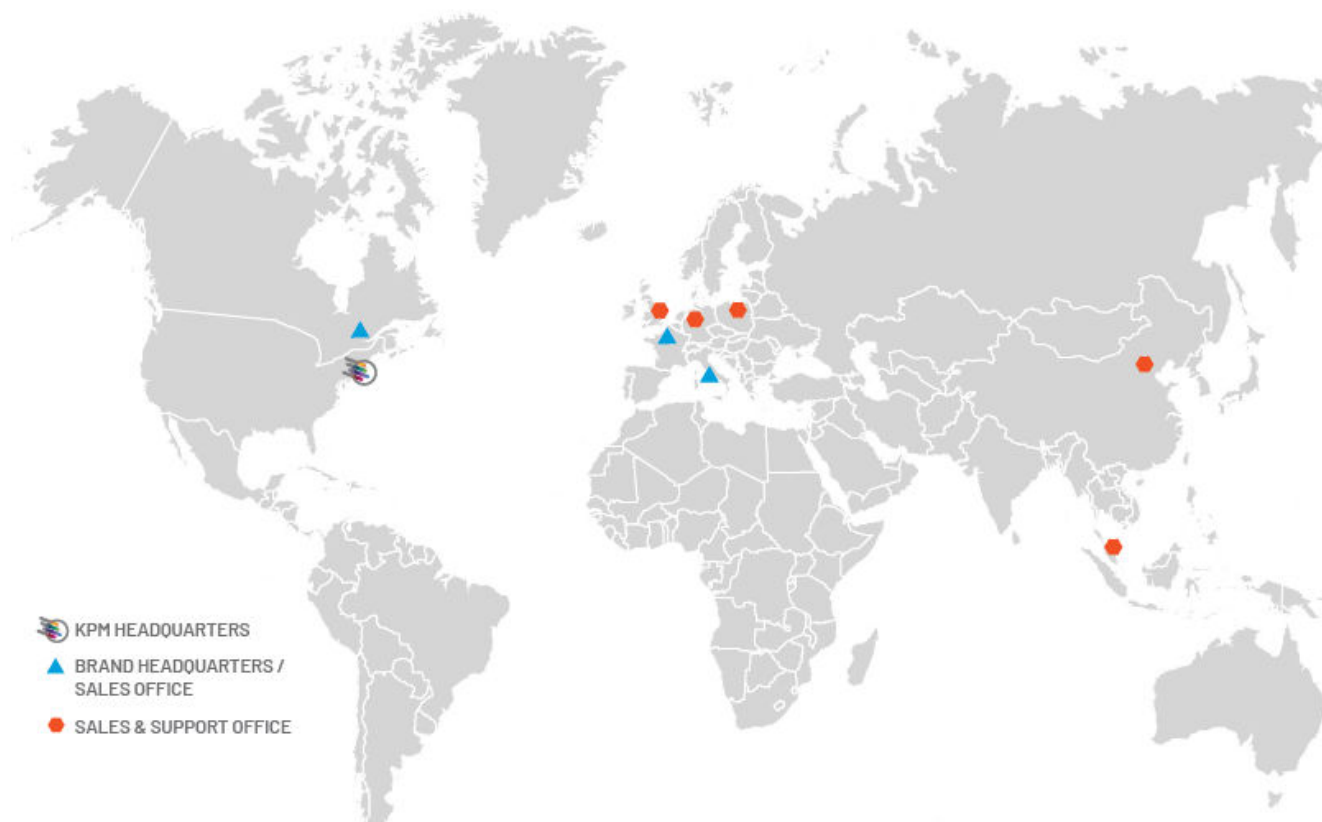 KPM HEADQUARTERS
BRAND HEADQUARTERS /
SALES OFFICE
SALES & SUPPORT OFFICE